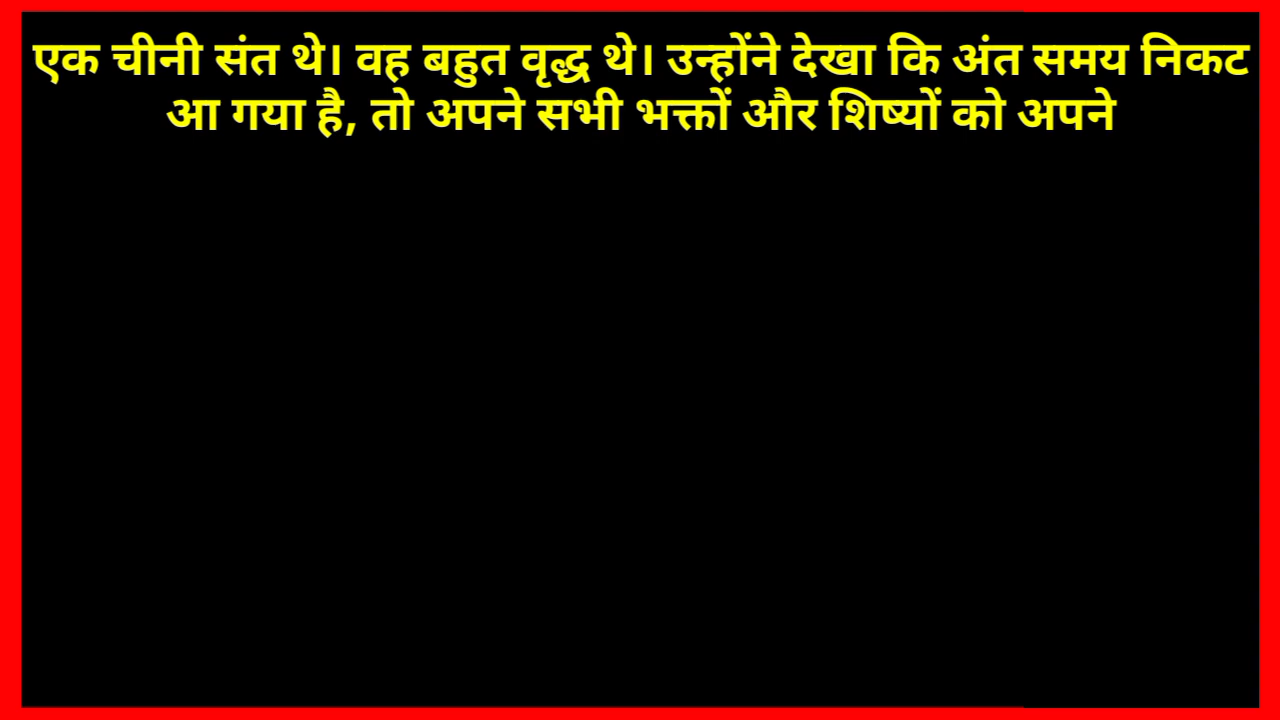 एक चीनी संत थे। वह बहुत वृद्ध थे। उन्होंने देखा कि अंत समय निकट
आ गया है, तो अपने सभी भक्तों और शिष्यों को अपने